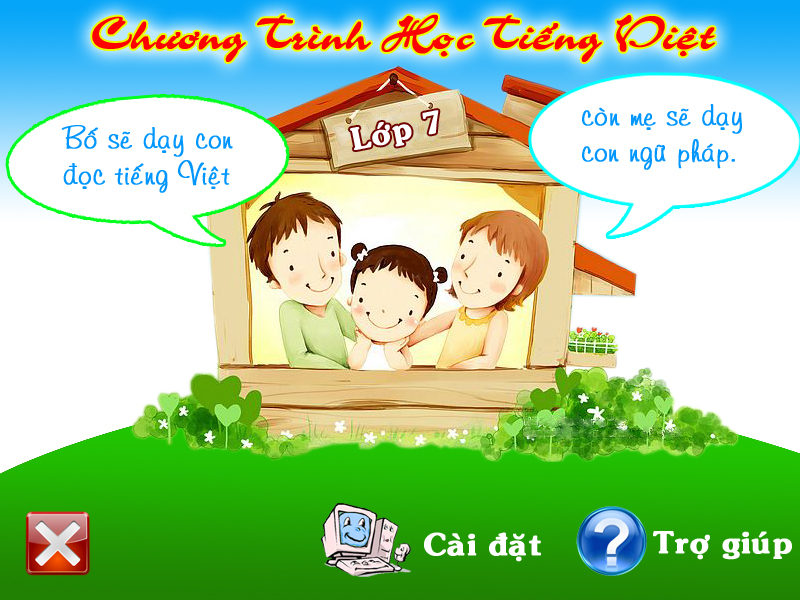 Chương Trình Học Tiếng Việt
Lớp 7
Bố sẽ dạy con
đọc tiếng Việt
còn mẹ sẽ dạy
con ngữ pháp.
Cài đặt
?
Trợ giúp